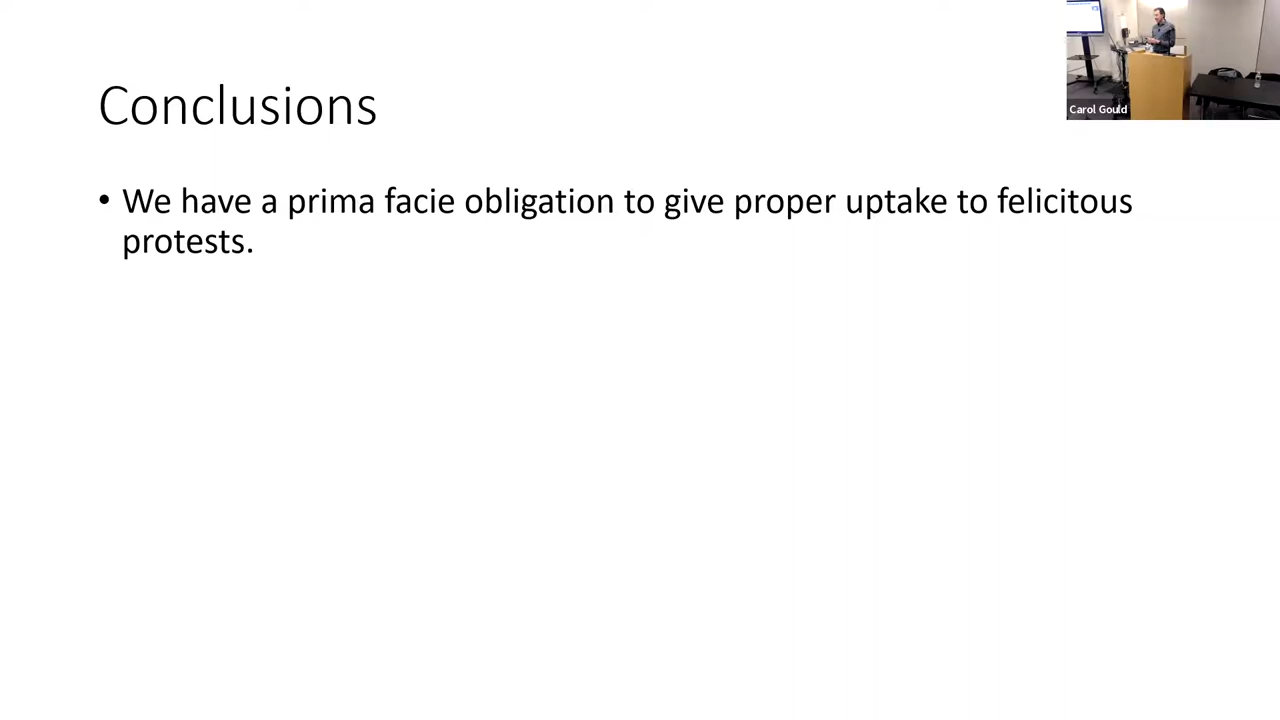 Conclusions
• We have a prima facie obligation to give proper uptake to felicitous
protests.
Carol Gould